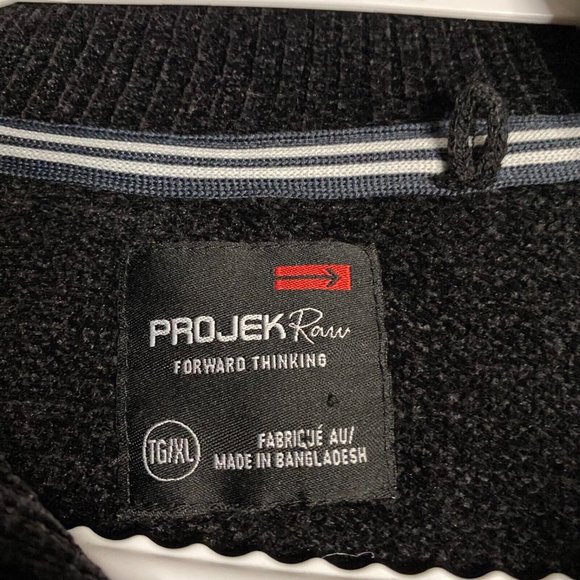 PROJEK Raw
FORWARD THINKING
TG/XL
FABRIQUÉ AU/
MADE IN BANGLADESH